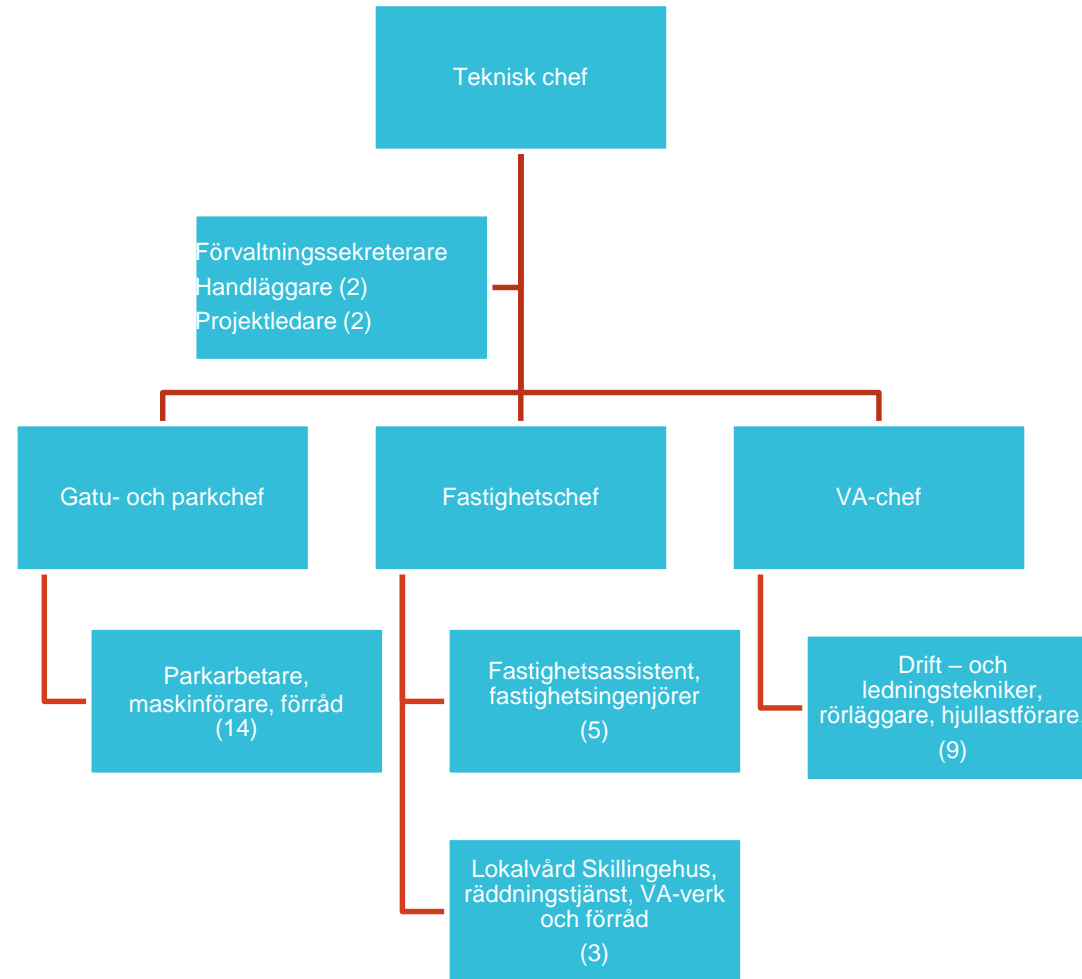 Teknisk chef
Förvaltningssekreterare
Handläggare (2)
Projektledare (2)
Gatu- och parkchef
Fastighetschef
VA-chef
Parkarbetare,
maskinförare, förråd
(14)
Fastighetsassistent,
fastighetsingenjörer
(5)
Drift – och
ledningstekniker,
rörläggare, hjullastförare.
(9)
Lokalvård Skillingehus,
räddningstjänst, VA-verk
och förråd
(3)